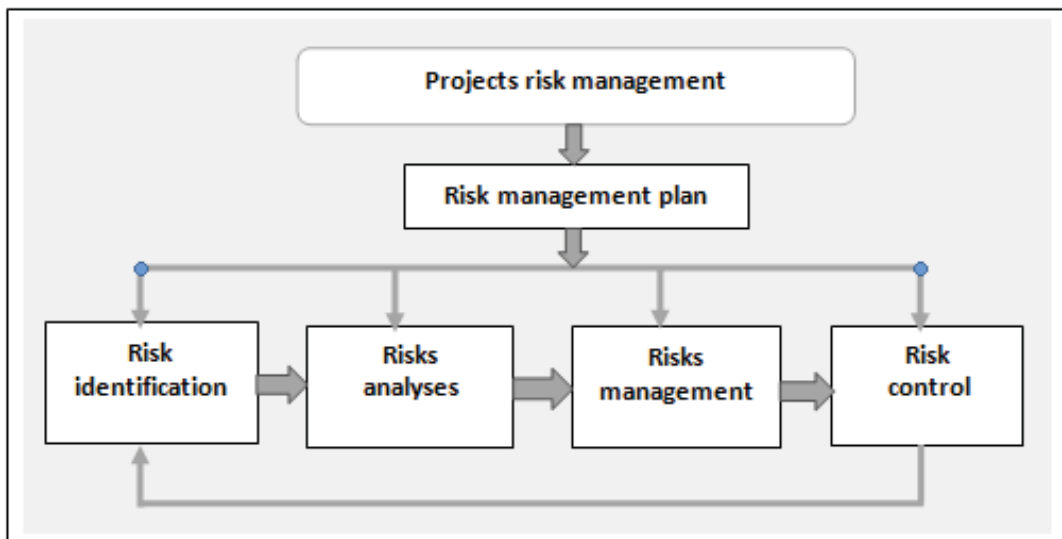 Projects risk management
Risk management plan
Risk
identification
Risks
analyses
Risks
management
Risk
control